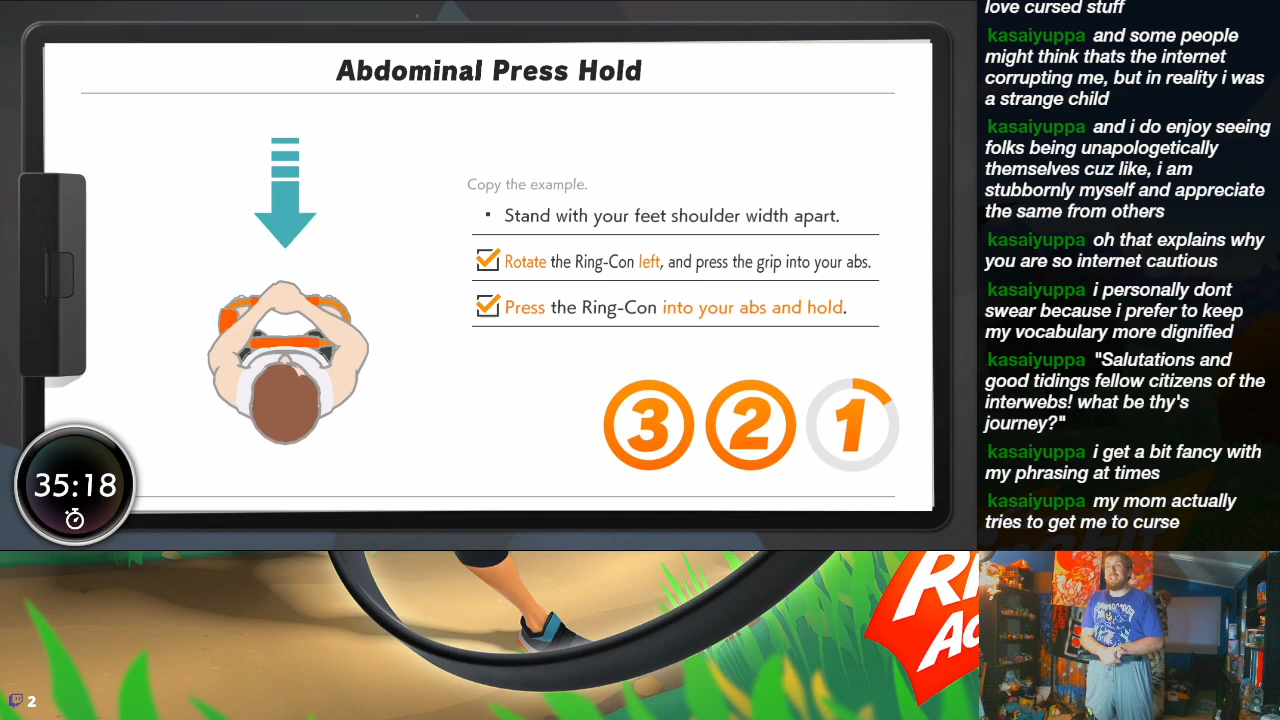 Abdominal Press Hold
Copy the example.
• Stand with your feet shoulder width apart.
Rotate the Ring-Con left, and press the grip into your abs.
Press the Ring-Con into your abs and hold.
3 2 1
35:18
2
love cursed stuff
kasaiyuppa and some people
might think thats the internet
corrupting me, but in reality i was
a strange child
kasaiyuppa and i do enjoy seeing
folks being unapologetically
themselves cuz like, i am
stubbornly myself and appreciate
the same from others
kasaiyuppa oh that explains why
you are so internet cautious
kasaiyuppa i personally dont
swear because i prefer to keep
my vocabulary more dignified
kasaiyuppa "Salutations and
good tidings fellow citizens of the
interwebs! what be thy's
journey?"
kasaiyuppa i get a bit fancy with
my phrasing at times
kasaiyuppa my mom actually
tries to get me to curse